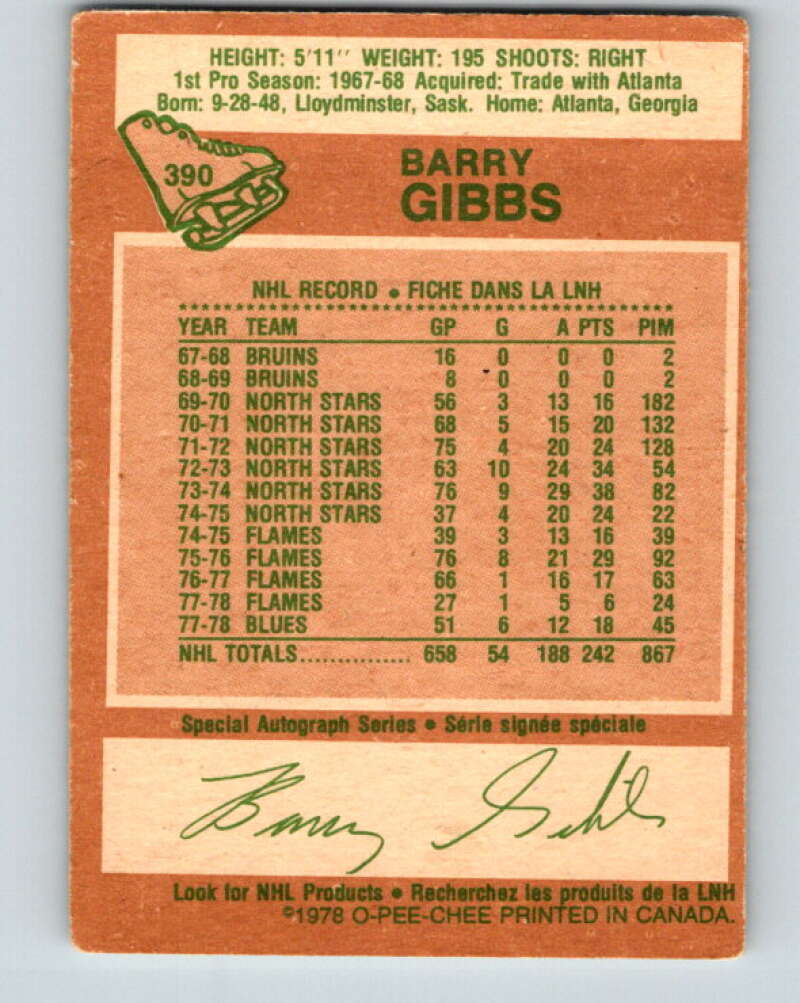 HEIGHT: 5'11'' WEIGHT: 195 SHOOTS: RIGHT
1st Pro Season: 1967-68 Acquired: Trade with Atlanta
Born: 9-28-48, Lloydminster, Sask. Home: Atlanta, Georgia
390
BARRY
GIBBS
NHL RECORD • FICHE DANS LA LNH
YEAR TEAM GP G A PTS PIM
67-68 BRUINS 16 0 0 0 2
68-69 BRUINS 8 0 0 0 2
69-70 NORTH STARS 56 3 13 16 182
70-71 NORTH STARS 68 5 15 20 132
71-72 NORTH STARS 75 4 20 24 128
72-73 NORTH STARS 63 10 24 34 54
73-74 NORTH STARS 76 9 29 38 82
74-75 NORTH STARS 37 4 20 24 22
74-75 FLAMES 39 3 13 16 39
75-76 FLAMES 76 8 21 29 92
76-77 FLAMES 66 1 16 17 63
77-78 FLAMES 27 1 5 6 24
77-78 BLUES 51 6 12 18 45
NHL TOTALS............... 658 54 188 242 867
Special Autograph Series • Série signée spéciale
Barry Gibbs
Look for NHL Products • Recherchez les produits de la LNH
©1978 O-PEE-CHEE PRINTED IN CANADA.